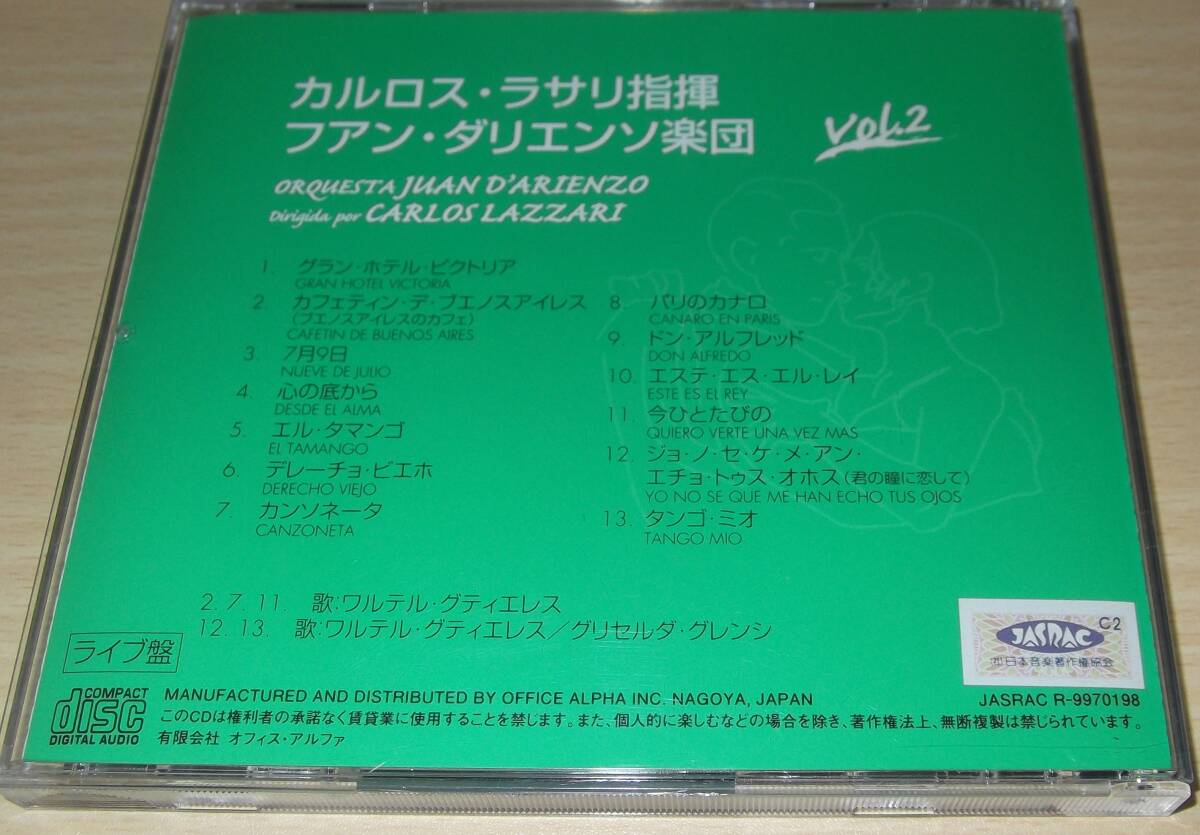 カルロス・ラサリ指揮
フアン・ダリエンソ楽団
vol.2
ORQUESTA JUAN D'ARIENZO
Dirigida por CARLOS LAZZARI
1. グラン・ホテル・ビクトリア
GRAN HOTEL VICTORIA
2. カフェティン・デ・ブエノスアイレス
(ブエノスアイレスのカフェ)
CAFETIN DE BUENOS AIRES
3. 7月9日
NUEVE DE JULIO
4. 心の底から
DESDE EL ALMA
5. エル・タマンゴ
EL TAMANGO
6. デレーチョ・ビエホ
DERECHO VIEJO
7. カンソネータ
CANZONETA
8 パリのカナロ
CANARO EN PARIS
9. ドン・アルフレッド
DON ALFREDO
10. エステ・エス・エル・レイ
ESTE ES EL REY
11. 今ひとたびの
QUIERO VERTE UNA VEZ MAS
12. ジョ・ノ・セ・ケ・メ・アン・
エチョ・トゥス・オホス(君の瞳に恋して)
YO NO SE QUE ME HAN ECHO TUS OJOS
13. タンゴ・ミオ
TANGO MIO
2. 7. 11. 歌:ワルテル・グティエレス
12. 13. 歌:ワルテル・グティエレス/グリセルダ・グレンシ
ライブ盤
C2
JASRAC
(社)日本音楽著作権協会
COMPACT
disc
DIGITAL AUDIO
MANUFACTURED AND DISTRIBUTED BY OFFICE ALPHA INC. NAGOYA, JAPAN
JASRAC R-9970198
このCDは権利者の承諾なく賃貸業に使用することを禁じます。また、個人的に楽しむなどの場合を除き、著作権法上、無断複製は禁じられています。
有限会社 オフィス・アルファ